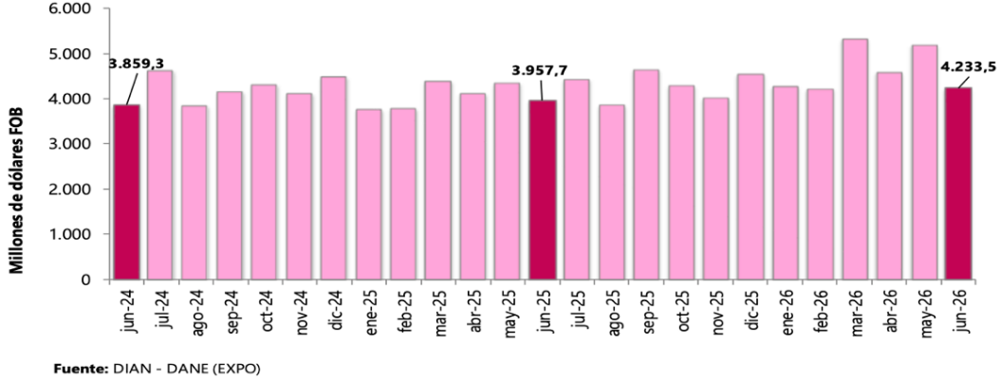 Millones de dólares FOB
6.000
5.000
4.000
3.000
2.000
1.000
0
3.859,3
3.957,7
4.233,5
jun-24
jul-24
ago-24
sep-24
oct-24
nov-24
dic-24
ene-25
feb-25
mar-25
abr-25
may-25
jun-25
jul-25
ago-25
sep-25
oct-25
nov-25
dic-25
ene-26
feb-26
mar-26
abr-26
may-26
jun-26
Fuente: DIAN - DANE (EXPO)